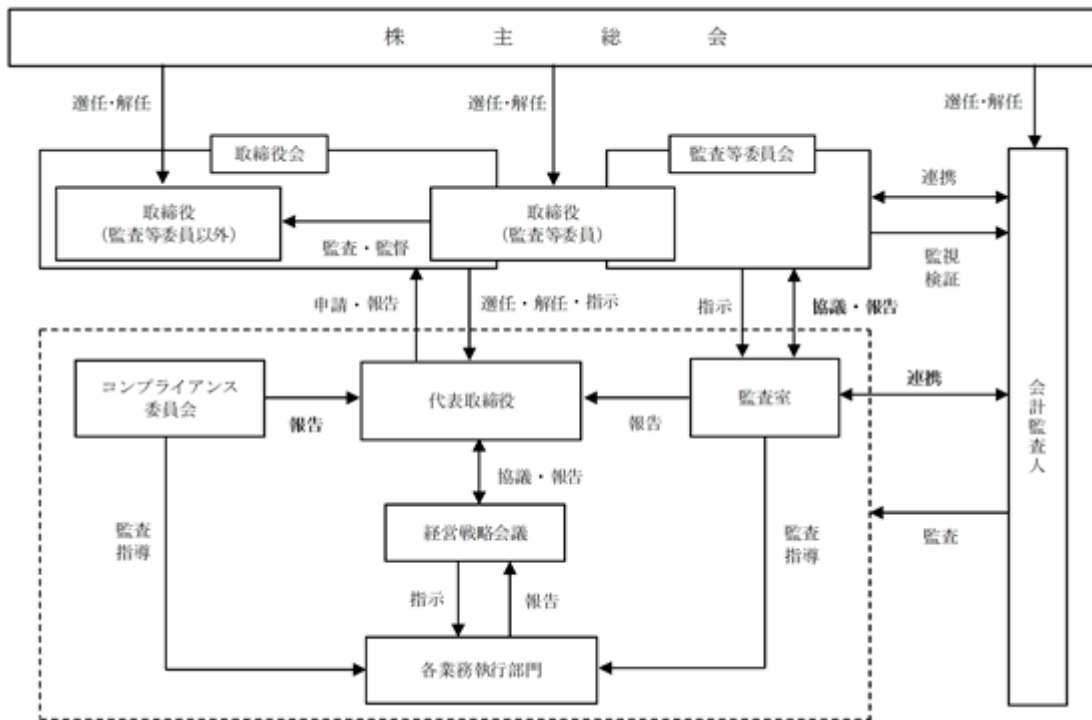 株主総会
選任・解任
選任・解任
選任・解任
取締役会
監査等委員会
取締役
(監査等委員以外)
監査・監督
取締役
(監査等委員)
連携
監視
検証
申請・報告
選任・解任・指示
指示
協議・報告
コンプライアンス
委員会
報告
代表取締役
報告
監査室
連携
会計監査人
協議・報告
監査
指導
経営戦略会議
監査
指導
監査
指示
報告
各業務執行部門